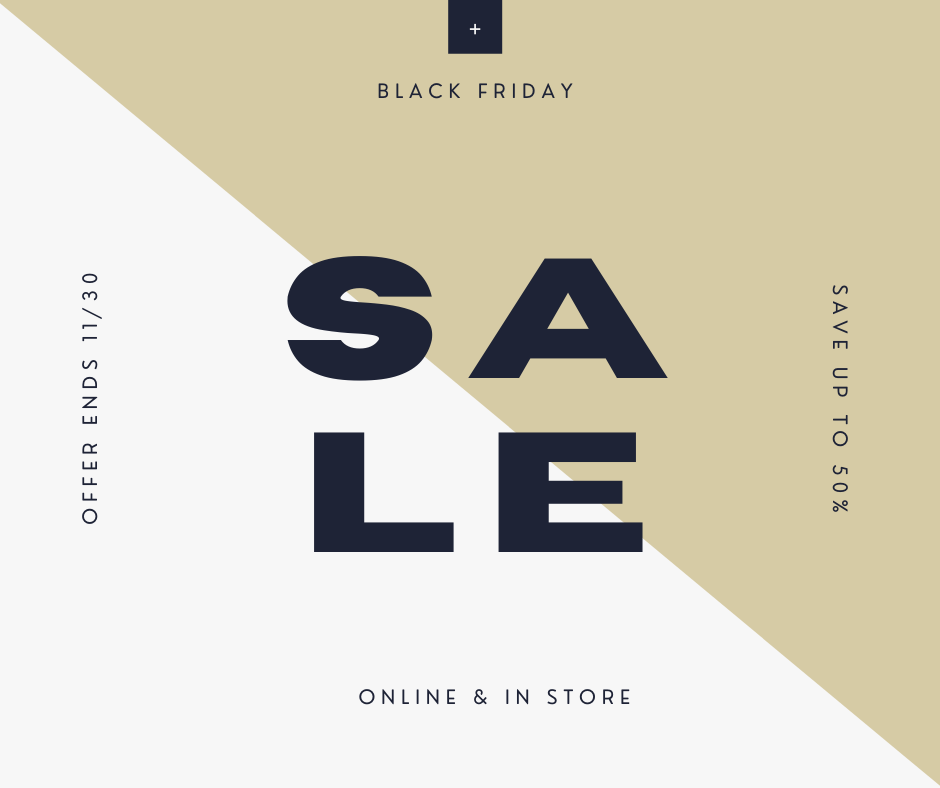 +
BLACK FRIDAY
OFFER ENDS 11/30
SA
LE
SAVE UP TO 50%
ONLINE & IN STORE